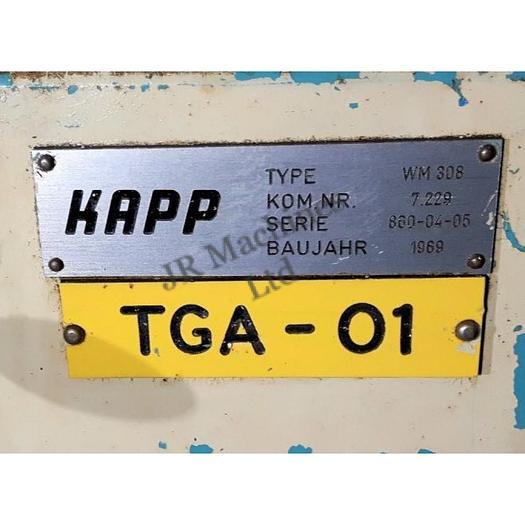 KAPP
TYPE WM 308
KOM.NR. 7.229
SERIE 860-04-05
BAUJAHR 1969
JR Machinery
Ltd
TGA - 01